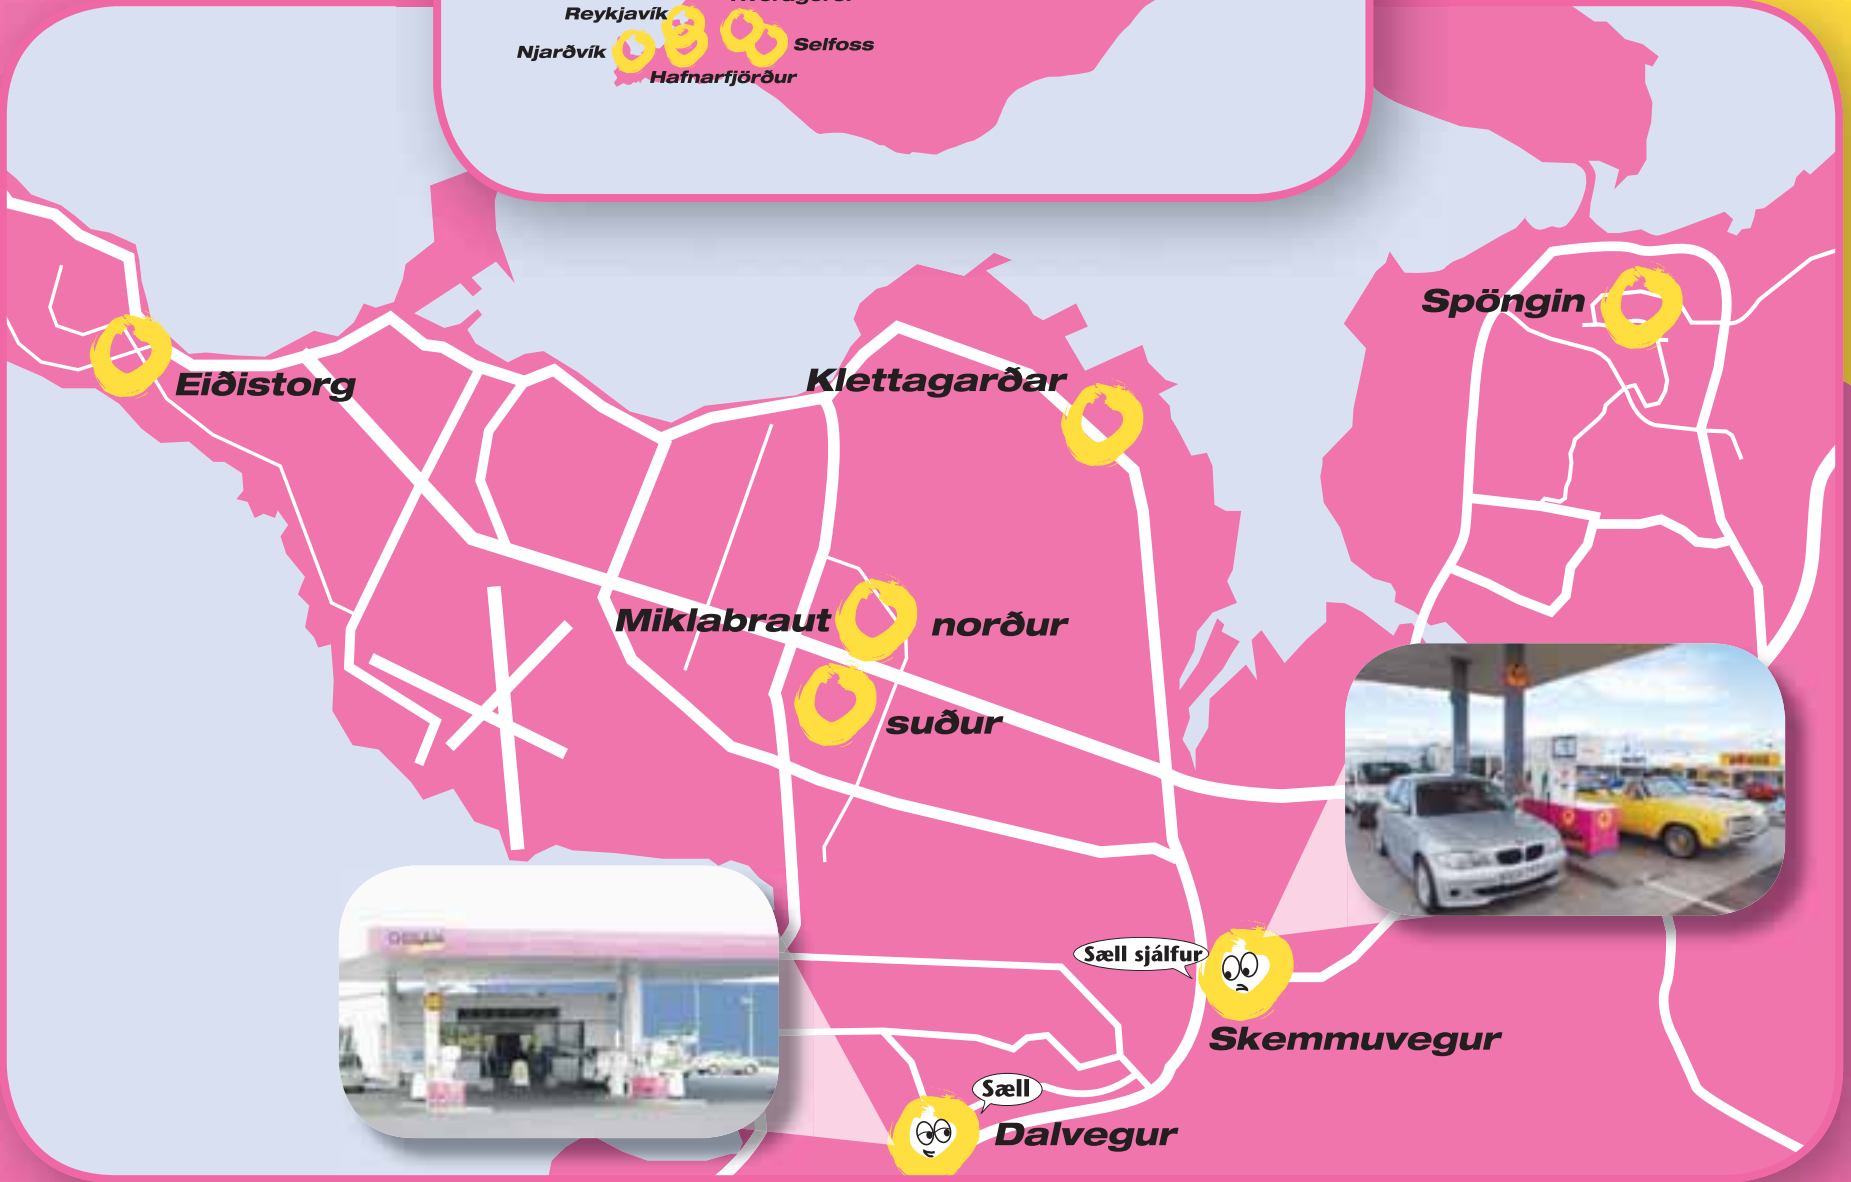 Reykjavík
Njarðvík
Selfoss
Hafnarfjörður
Spöngin
Eiðistorg
Klettagarðar
Miklabraut
norður
suður
Sæll sjálfur
Skemmuvegur
Sæll
Dalvegur